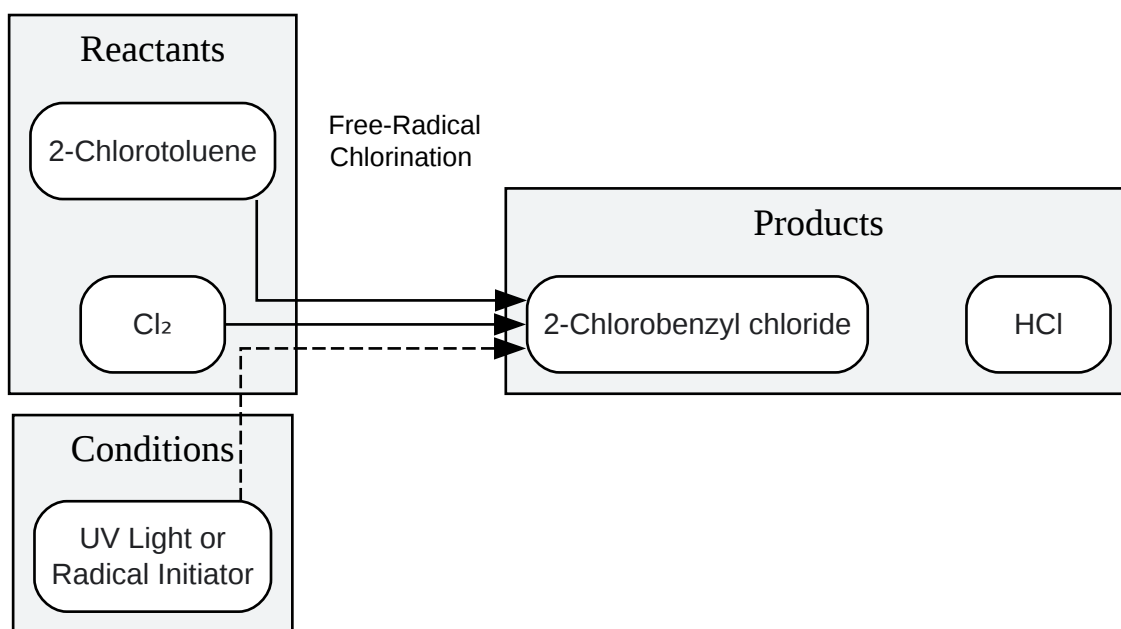 Reactants
2-Chlorotoluene
Free-Radical
Chlorination
Products
Cl₂
2-Chlorobenzyl chloride
HCl
Conditions
UV Light or
Radical Initiator